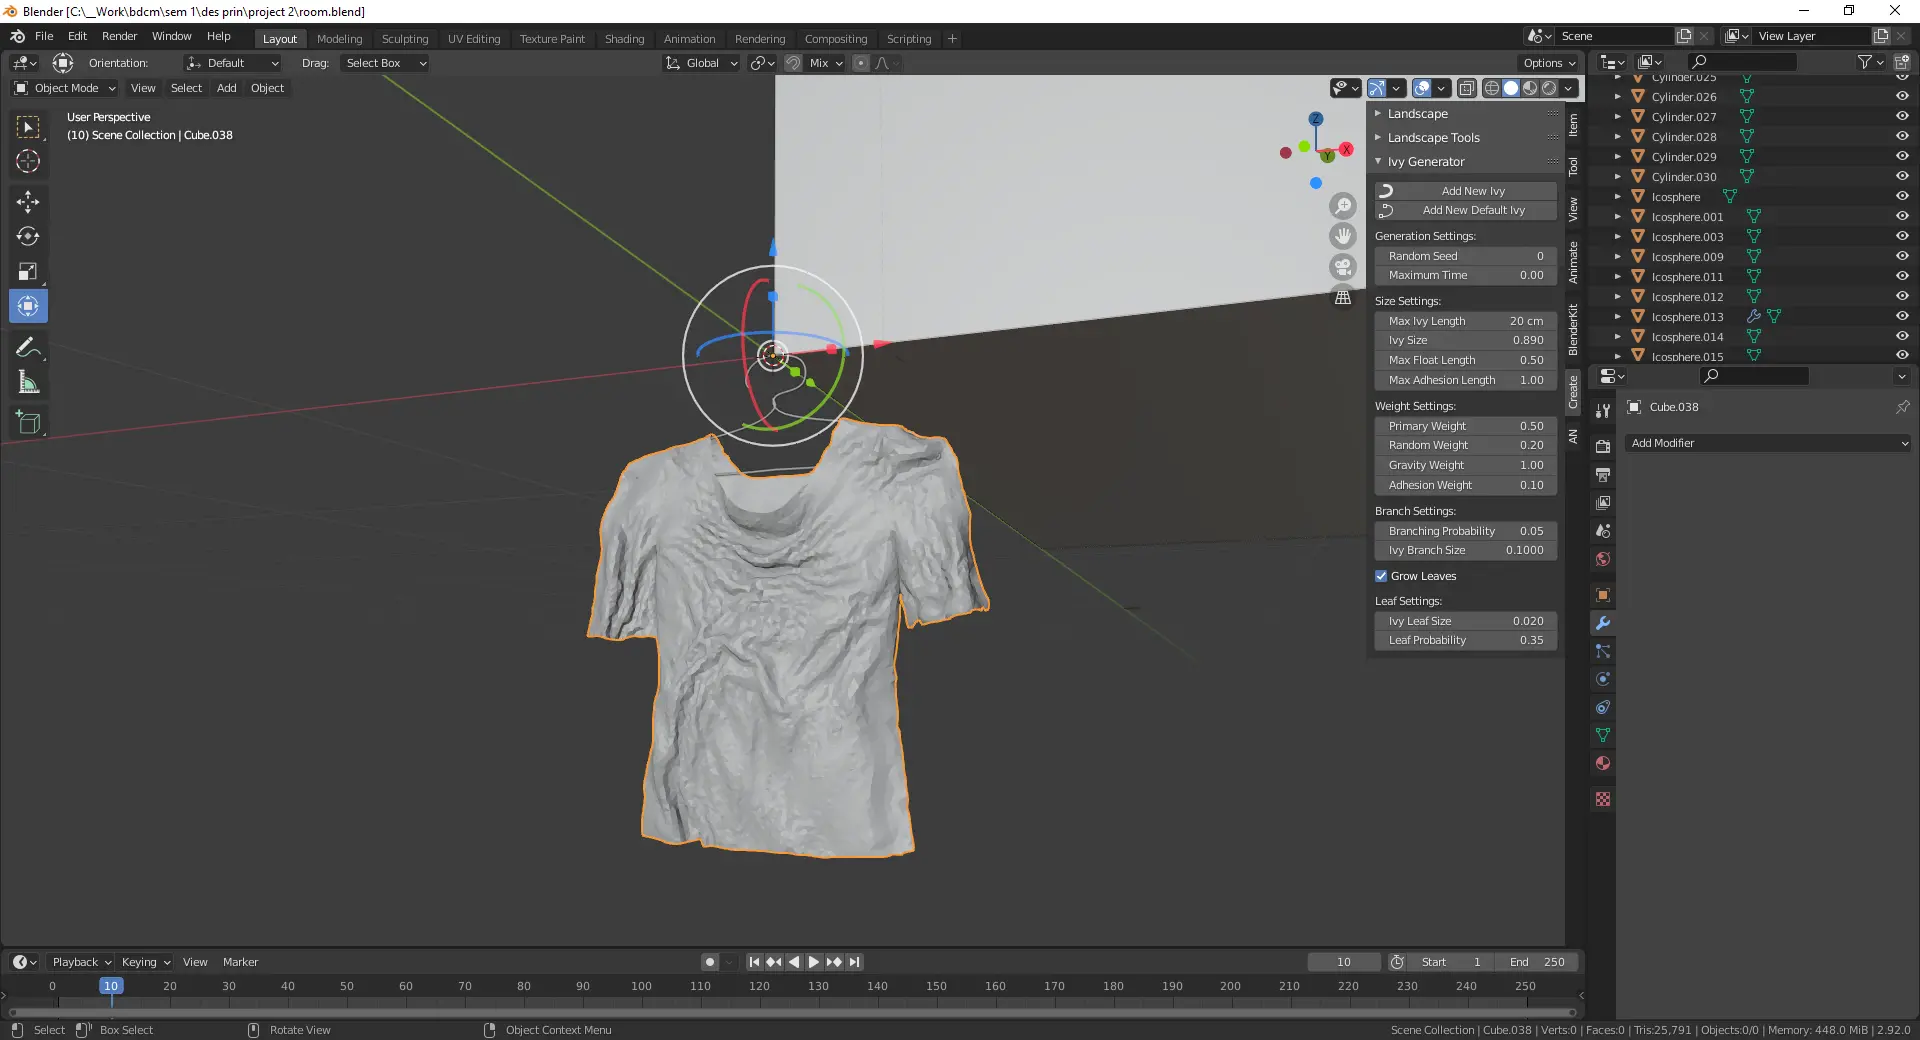 Blender [C:\__Work\bdcm\sem 1\des prin\project 2\room.blend]
File Edit Render Window Help Layout Modeling Sculpting UV Editing Texture Paint Shading Animation Rendering Compositing Scripting Scene View Layer
Orientation: Default Drag: Select Box Global Mix Options
Object Mode View Select Add Object
User Perspective
(10) Scene Collection | Cube.038
Z
X
Y
Landscape
Landscape Tools
Ivy Generator
Add New Ivy
Add New Default Ivy
Generation Settings:
Random Seed 0
Maximum Time 0.00
Size Settings:
Max Ivy Length 20 cm
Ivy Size 0.890
Max Float Length 0.50
Max Adhesion Length 1.00
Weight Settings:
Primary Weight 0.50
Random Weight 0.20
Gravity Weight 1.00
Adhesion Weight 0.10
Branch Settings:
Branching Probability 0.05
Ivy Branch Size 0.1000
Grow Leaves
Leaf Settings:
Ivy Leaf Size 0.020
Leaf Probability 0.35
Item
Tool
View
Animate
BlenderKit
Create
AN
Cylinder.025
Cylinder.026
Cylinder.027
Cylinder.028
Cylinder.029
Cylinder.030
Icosphere
Icosphere.001
Icosphere.003
Icosphere.009
Icosphere.011
Icosphere.012
Icosphere.013
Icosphere.014
Icosphere.015
Cube.038
Add Modifier
Playback Keying View Marker 10 Start 1 End 250
0 10 20 30 40 50 60 70 80 90 100 110 120 130 140 150 160 170 180 190 200 210 220 230 240 250
Select Box Select Rotate View Object Context Menu Scene Collection | Cube.038 | Verts:0 | Faces:0 | Tris:25,791 | Objects:0/0 | Memory: 448.0 MiB | 2.92.0